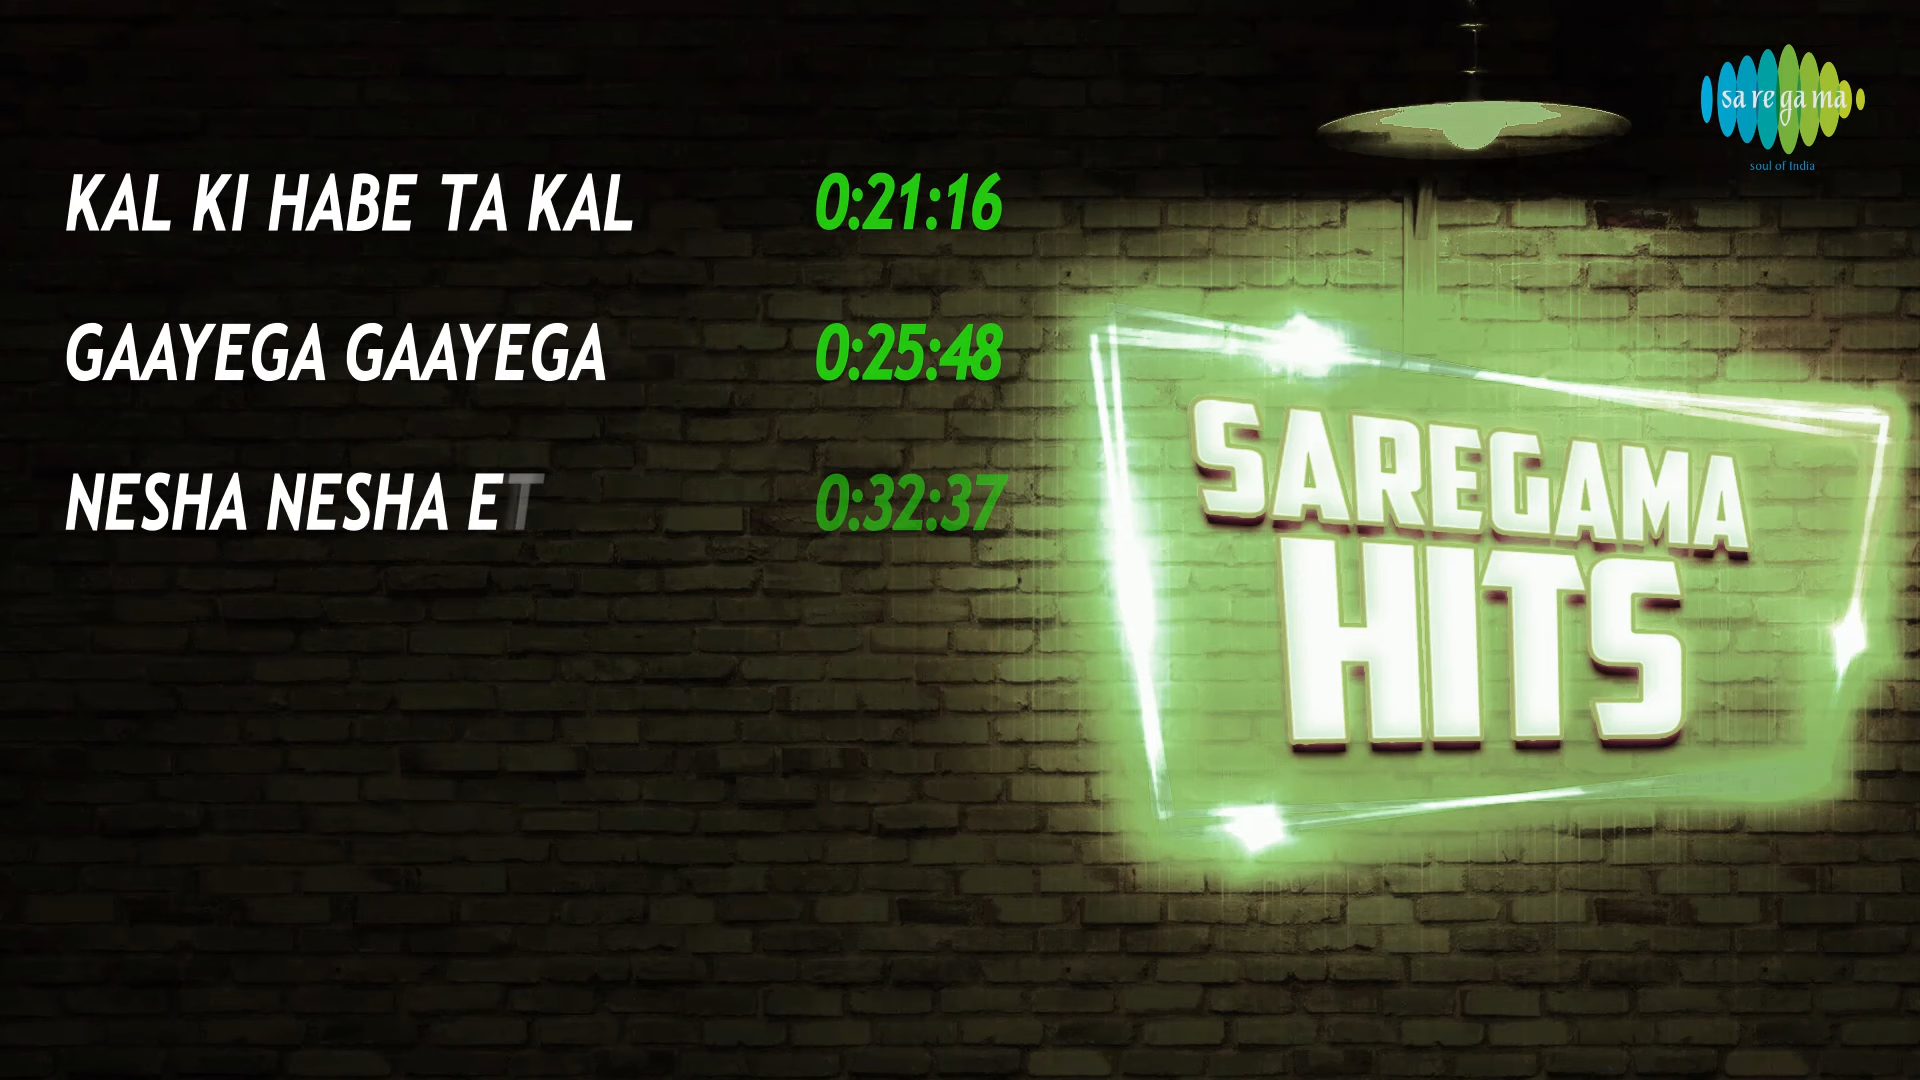 sa re ga ma
soul of India
KAL KI HABE TA KAL 0:21:16
GAAYEGA GAAYEGA 0:25:48
NESHA NESHA ET 0:32:37
SAREGAMA
HITS